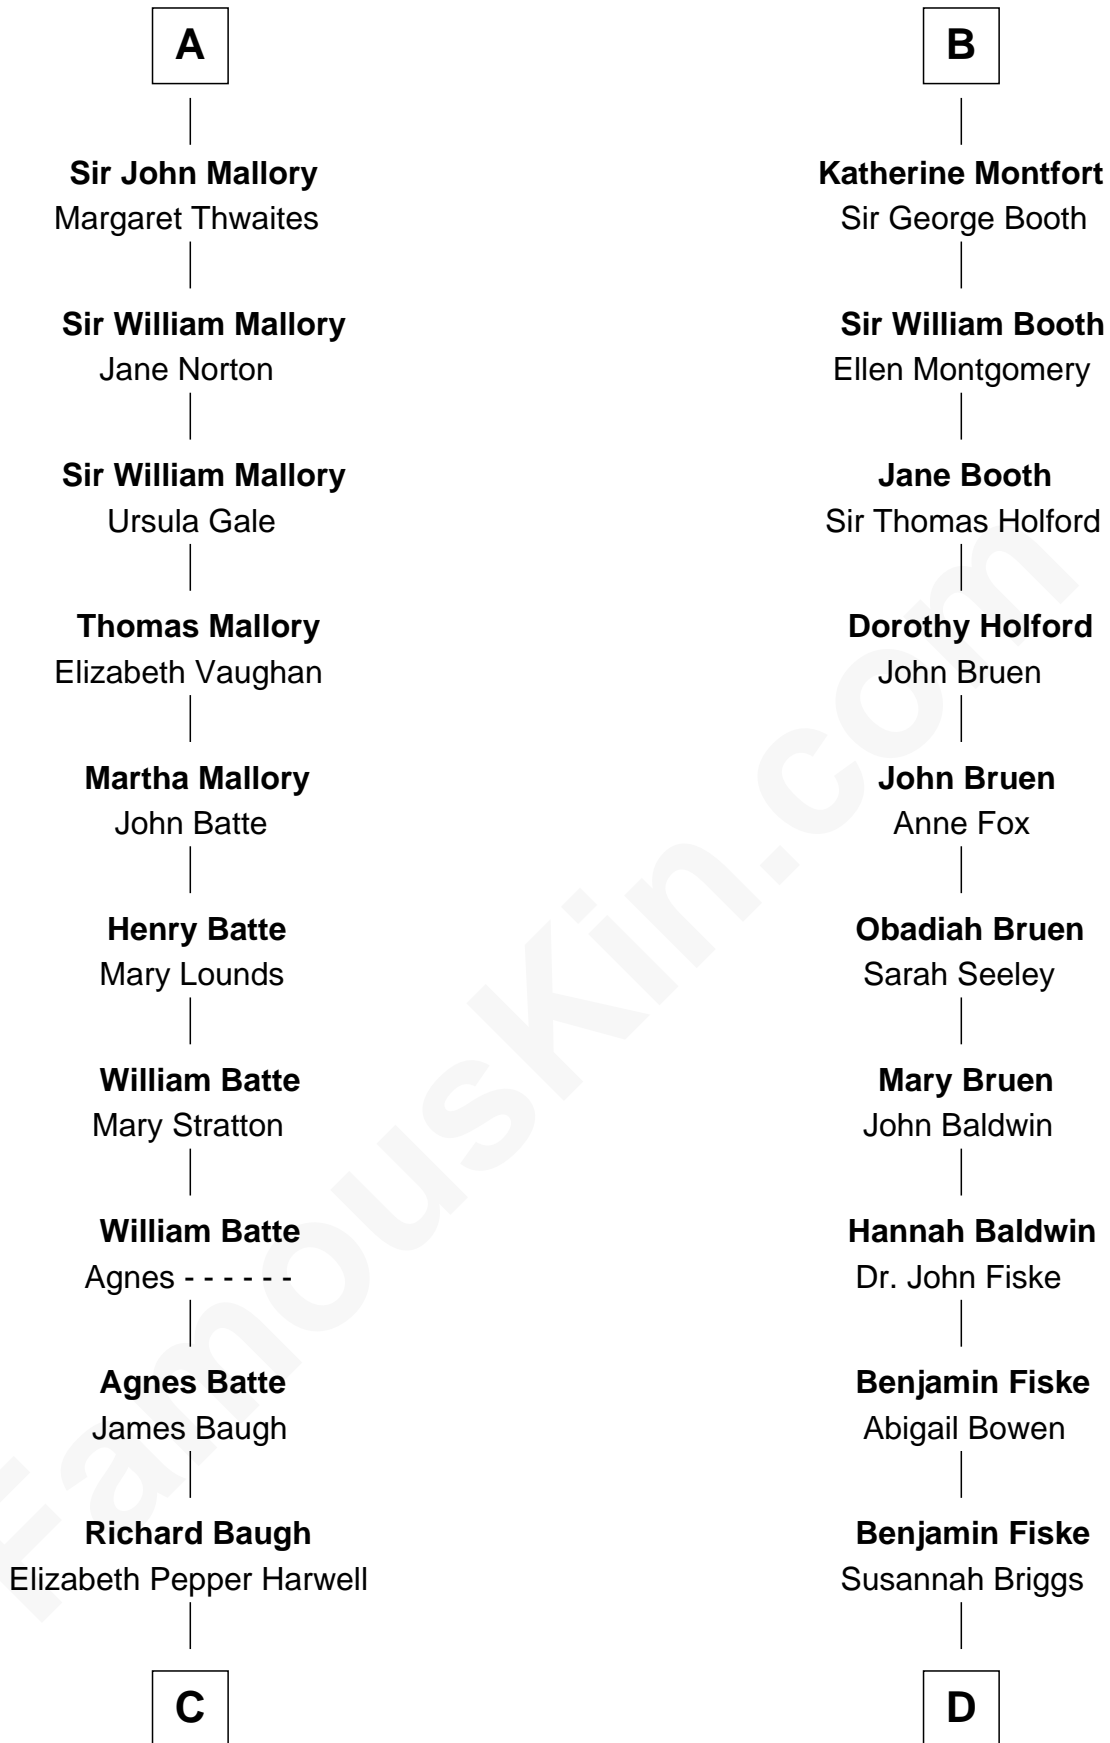 A
Sir John Mallory
Margaret Thwaites
Sir William Mallory
Jane Norton
Sir William Mallory
Ursula Gale
Thomas Mallory
Elizabeth Vaughan
Martha Mallory
John Batte
Henry Batte
Mary Lounds
William Batte
Mary Stratton
William Batte
Agnes - - - - - -
Agnes Batte
James Baugh
Richard Baugh
Elizabeth Pepper Harwell
C
B
Katherine Montfort
Sir George Booth
Sir William Booth
Ellen Montgomery
Jane Booth
Sir Thomas Holford
Dorothy Holford
John Bruen
John Bruen
Anne Fox
Obadiah Bruen
Sarah Seeley
Mary Bruen
John Baldwin
Hannah Baldwin
Dr. John Fiske
Benjamin Fiske
Abigail Bowen
Benjamin Fiske
Susannah Briggs
D
FamousKin.com